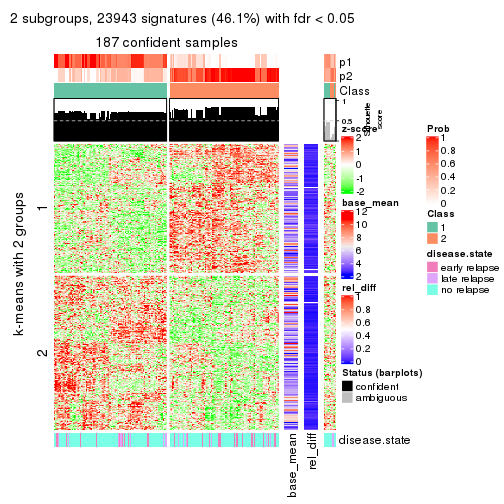 2 subgroups, 23943 signatures (46.1%) with fdr < 0.05
187 confident samples
p1
p2
Class
1
0.5
0
Silhouette
score
k-means with 2 groups
1
2
z-score
2
1
0
-1
-2
base_mean
12
10
8
6
4
2
rel_diff
1
0.8
0.6
0.4
0.2
0
Status (barplots)
confident
ambiguous
Prob
1
0.8
0.6
0.4
0.2
0
Class
1
2
disease.state
early relapse
late relapse
no relapse
disease.state
base_mean
rel_diff